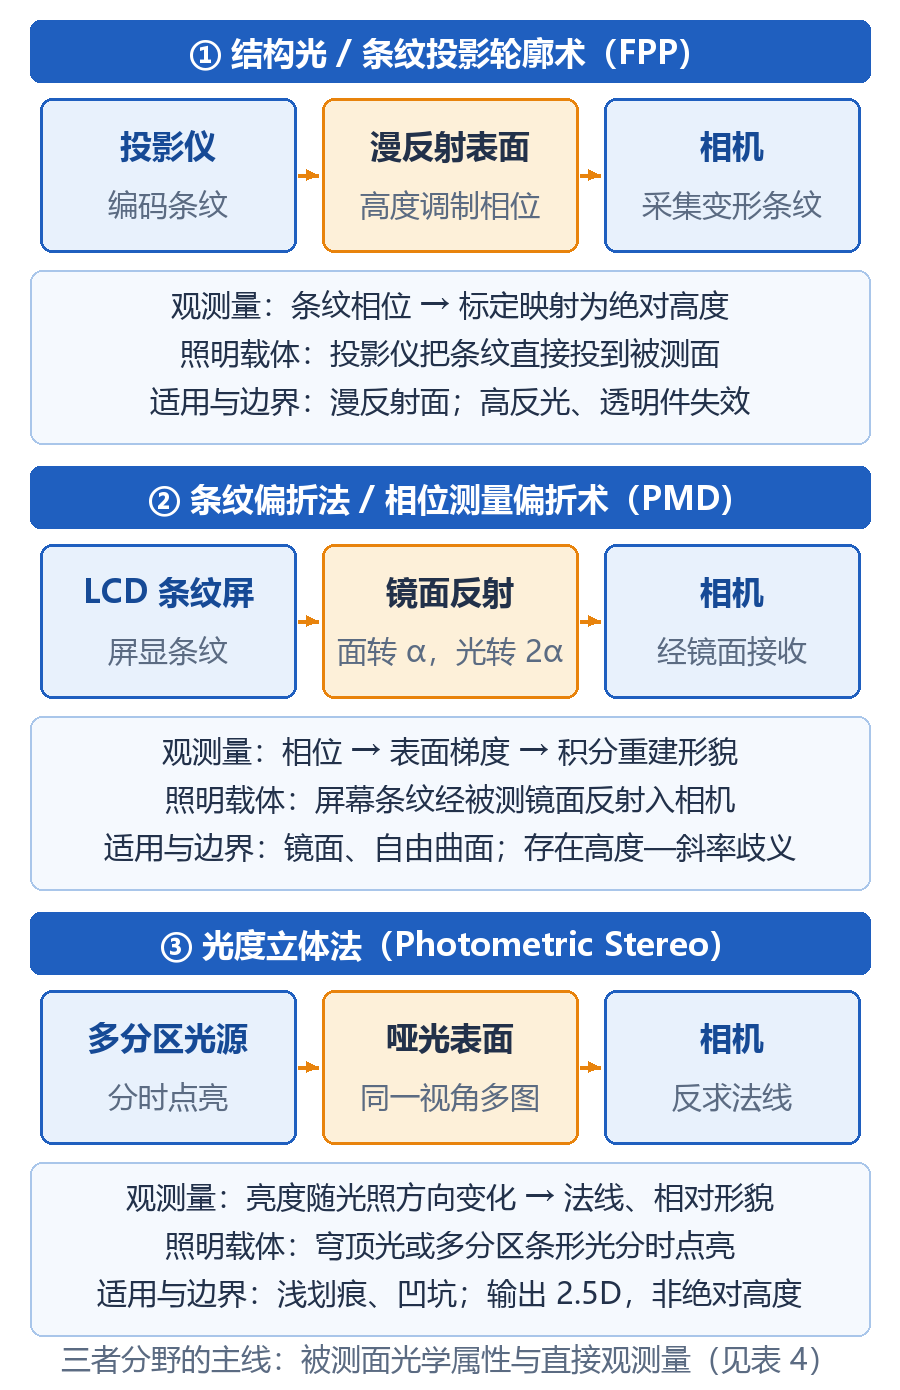 ① 结构光 / 条纹投影轮廓术（FPP）
投影仪
编码条纹
漫反射表面
高度调制相位
相机
采集变形条纹
观测量：条纹相位 → 标定映射为绝对高度
照明载体：投影仪把条纹直接投到被测面
适用与边界：漫反射面；高反光、透明件失效
② 条纹偏折法 / 相位测量偏折术（PMD）
LCD 条纹屏
屏显条纹
镜面反射
面转 α，光转 2α
相机
经镜面接收
观测量：相位 → 表面梯度 → 积分重建形貌
照明载体：屏幕条纹经被测镜面反射入相机
适用与边界：镜面、自由曲面；存在高度—斜率歧义
③ 光度立体法（Photometric Stereo）
多分区光源
分时点亮
哑光表面
同一视角多图
相机
反求法线
观测量：亮度随光照方向变化 → 法线、相对形貌
照明载体：穹顶光或多分区条形光分时点亮
适用与边界：浅划痕、凹坑；输出 2.5D，非绝对高度
三者分野的主线：被测面光学属性与直接观测量（见表 4）